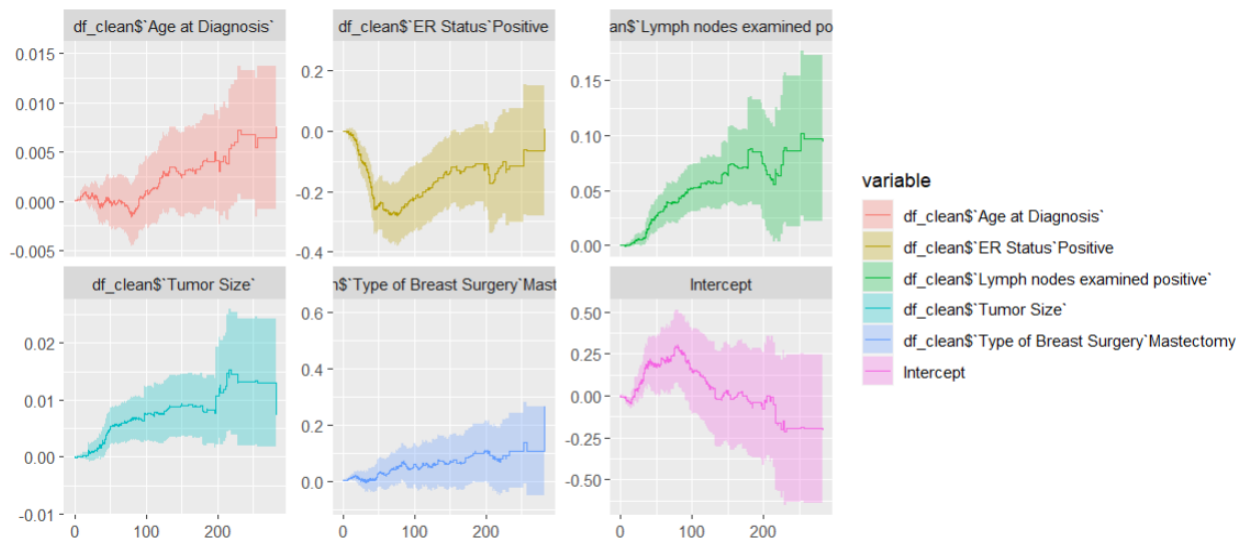 df_clean$`Age at Diagnosis`
df_clean$`ER Status`Positive
an$`Lymph nodes examined po
0.015
0.010
0.005
0.000
-0.005
0.2
0.0
-0.2
-0.4
0.15
0.10
0.05
0.00
df_clean$`Tumor Size`
n$`Type of Breast Surgery`Mast
Intercept
0.02
0.01
0.00
-0.01
0.6
0.4
0.2
0.0
0.50
0.25
0.00
-0.25
-0.50
0 100 200
0 100 200
0 100 200
variable
df_clean$`Age at Diagnosis`
df_clean$`ER Status`Positive
df_clean$`Lymph nodes examined positive`
df_clean$`Tumor Size`
df_clean$`Type of Breast Surgery`Mastectomy
Intercept